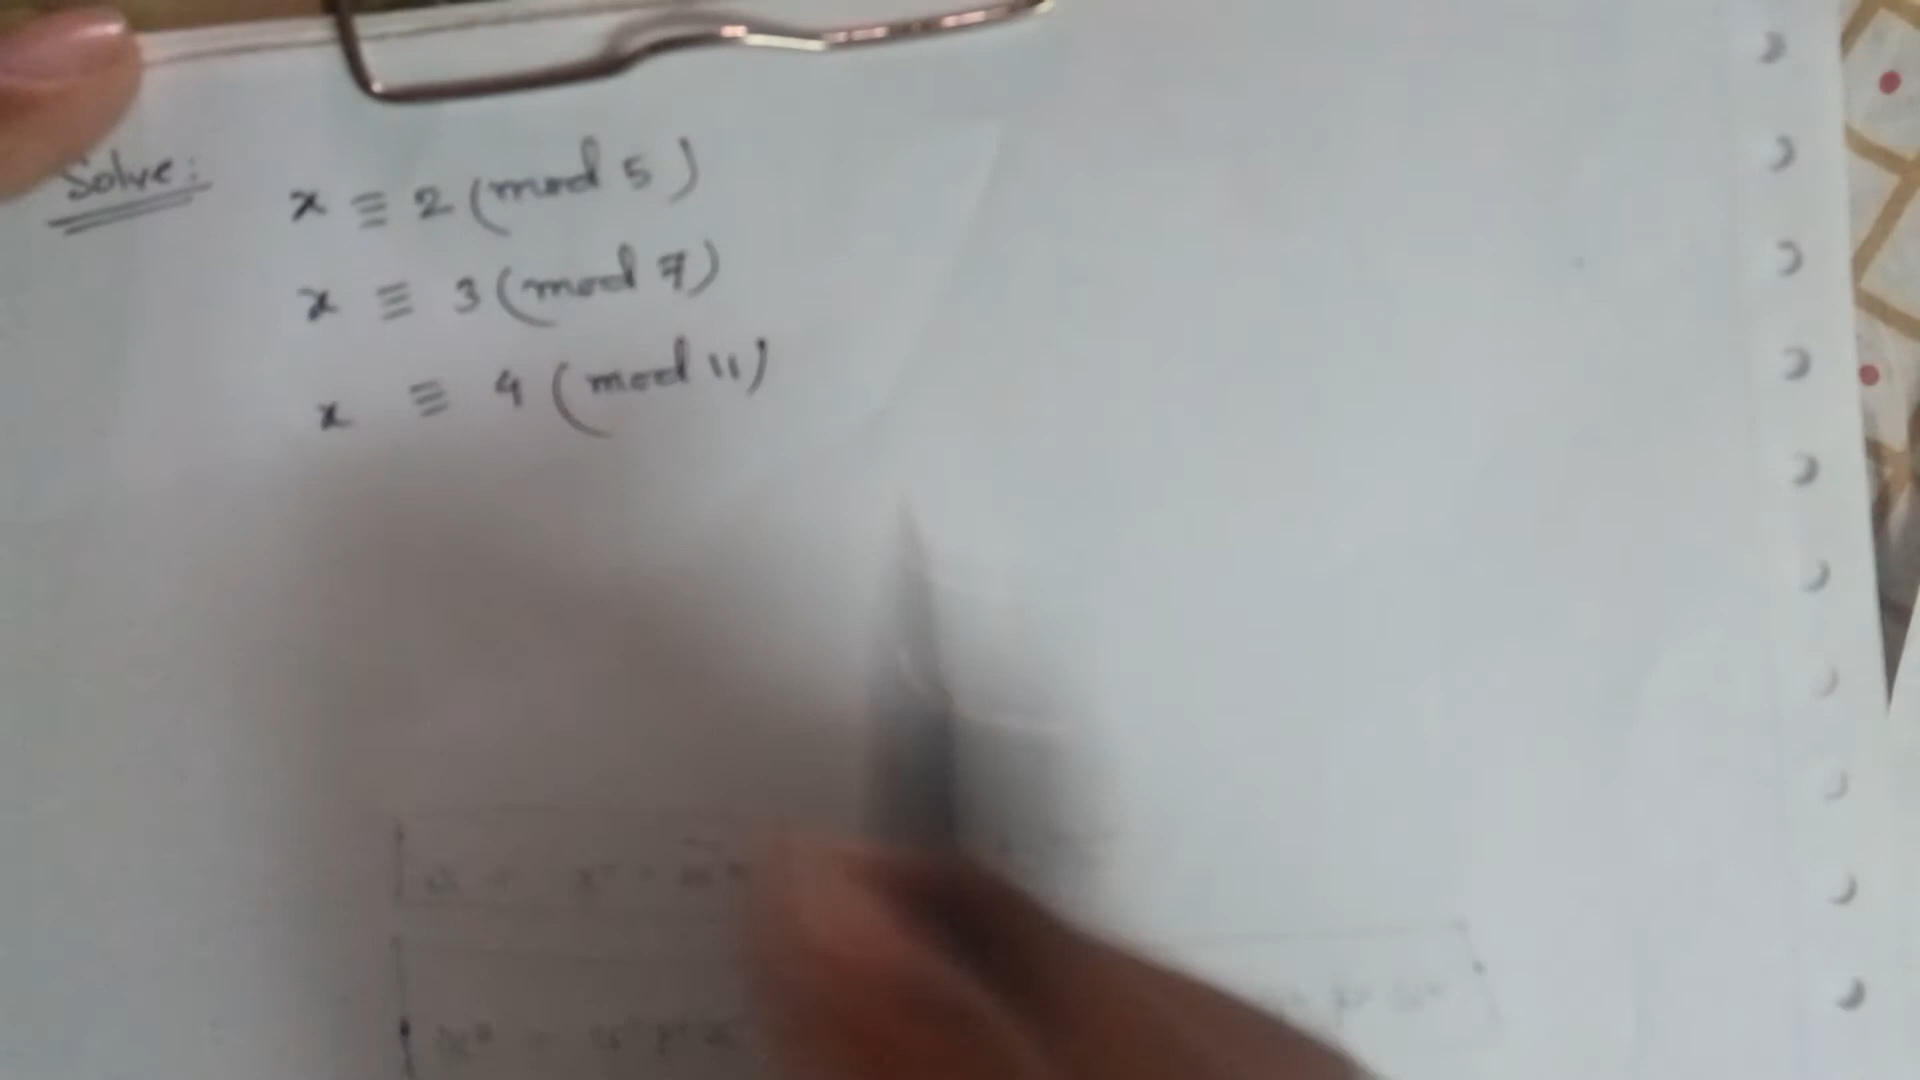 Solve:
x ≡ 2 (mod 5)
x ≡ 3 (mod 7)
x ≡ 4 (mod 11)